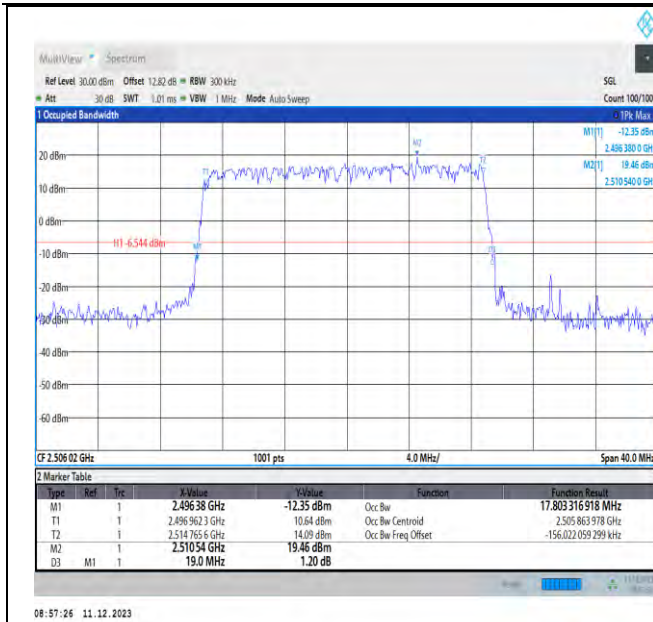 MultiView Spectrum
Ref Level 30.00 dBm Offset 12.82 dB RBW 300 kHz SGL
Att 30 dB SWT 1.01 ms VBW 1 MHz Mode Auto Sweep Count 100/100
1 Occupied Bandwidth 1Pk Max
M1[1] -12.35 dBm
2.496 380 0 GH
M2[1] 19.46 dBm
2.510 540 0 GH
M2
20 dBm
T1
T2
10 dBm
0 dBm
H1 -6.544 dBm
M1
-10 dBm
-20 dBm
-30 dBm
-40 dBm
-50 dBm
-60 dBm
CF 2.506 02 GHz 1001 pts 4.0 MHz/ Span 40.0 MHz
2 Marker Table
Type Ref Trc X-Value Y-Value Function Function Result
M1 1 2.496 38 GHz -12.35 dBm Occ Bw 17.803 316 918 MHz
T1 1 2.496 962 3 GHz 10.64 dBm Occ Bw Centroid 2.505 863 978 GHz
T2 1 2.514 765 6 GHz 14.09 dBm Occ Bw Freq Offset -156.022 059 299 kHz
M2 1 2.510 54 GHz 19.46 dBm
D3 M1 1 19.0 MHz 1.20 dB
08:57:26 11.12.2023